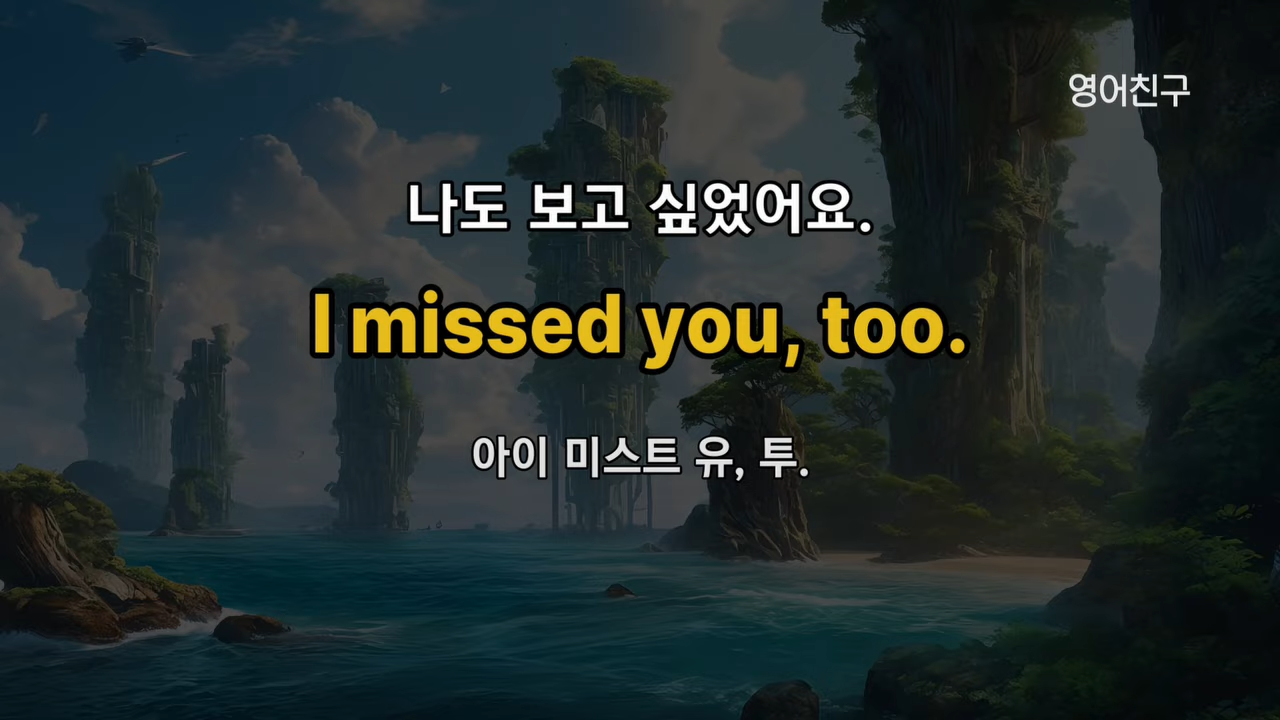 영어친구
나도 보고 싶었어요.
I missed you, too.
아이 미스트 유, 투.